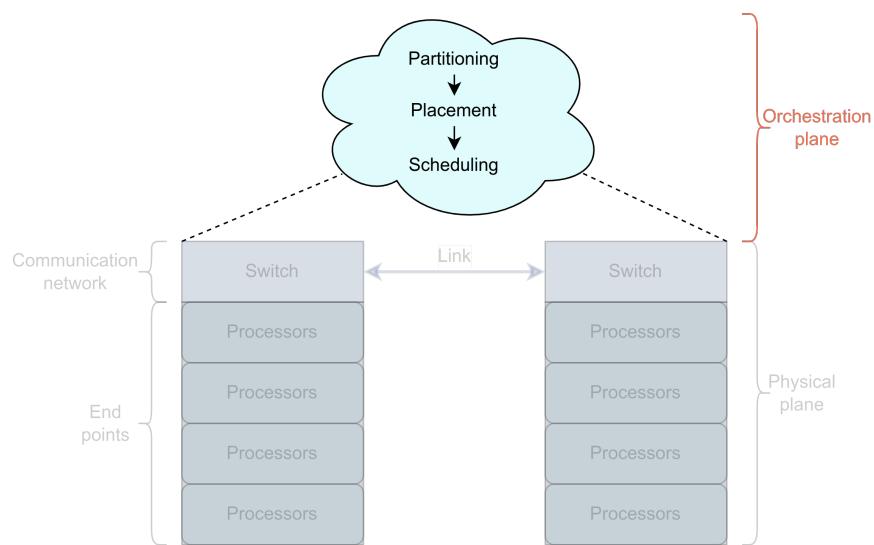 Partitioning
Placement
Scheduling
Orchestration
plane
Communication
network
Switch
Link
Switch
Processors
Processors
Processors
Processors
Processors
Processors
Processors
Processors
End
points
Physical
plane